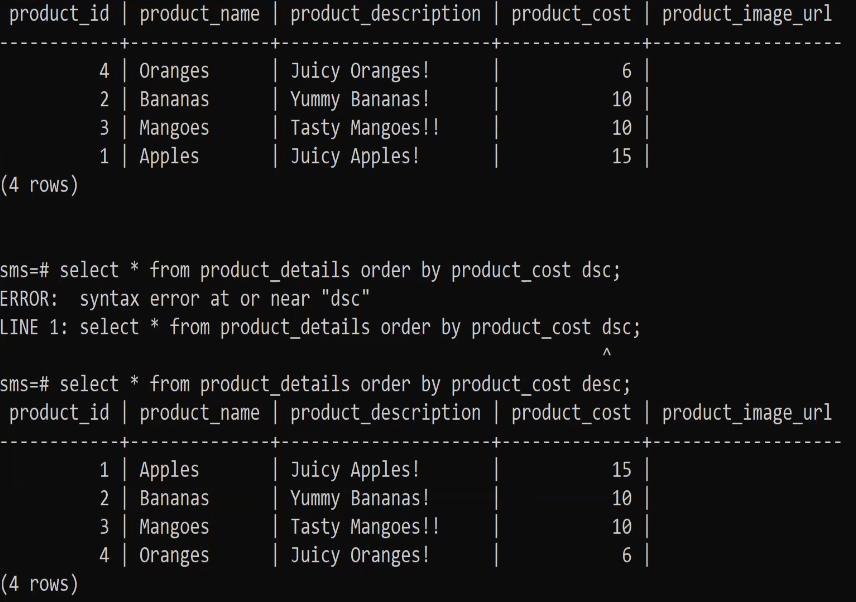 product_id | product_name | product_description | product_cost | product_image_url
------------+--------------+---------------------+--------------+-------------------
          4 | Oranges      | Juicy Oranges!      |            6 |
          2 | Bananas      | Yummy Bananas!      |           10 |
          3 | Mangoes      | Tasty Mangoes!!     |           10 |
          1 | Apples       | Juicy Apples!       |           15 |
(4 rows)
sms=# select * from product_details order by product_cost dsc;
ERROR:  syntax error at or near "dsc"
LINE 1: select * from product_details order by product_cost dsc;
                                                            ^
sms=# select * from product_details order by product_cost desc;
 product_id | product_name | product_description | product_cost | product_image_url
------------+--------------+---------------------+--------------+-------------------
          1 | Apples       | Juicy Apples!       |           15 |
          2 | Bananas      | Yummy Bananas!      |           10 |
          3 | Mangoes      | Tasty Mangoes!!     |           10 |
          4 | Oranges      | Juicy Oranges!      |            6 |
(4 rows)